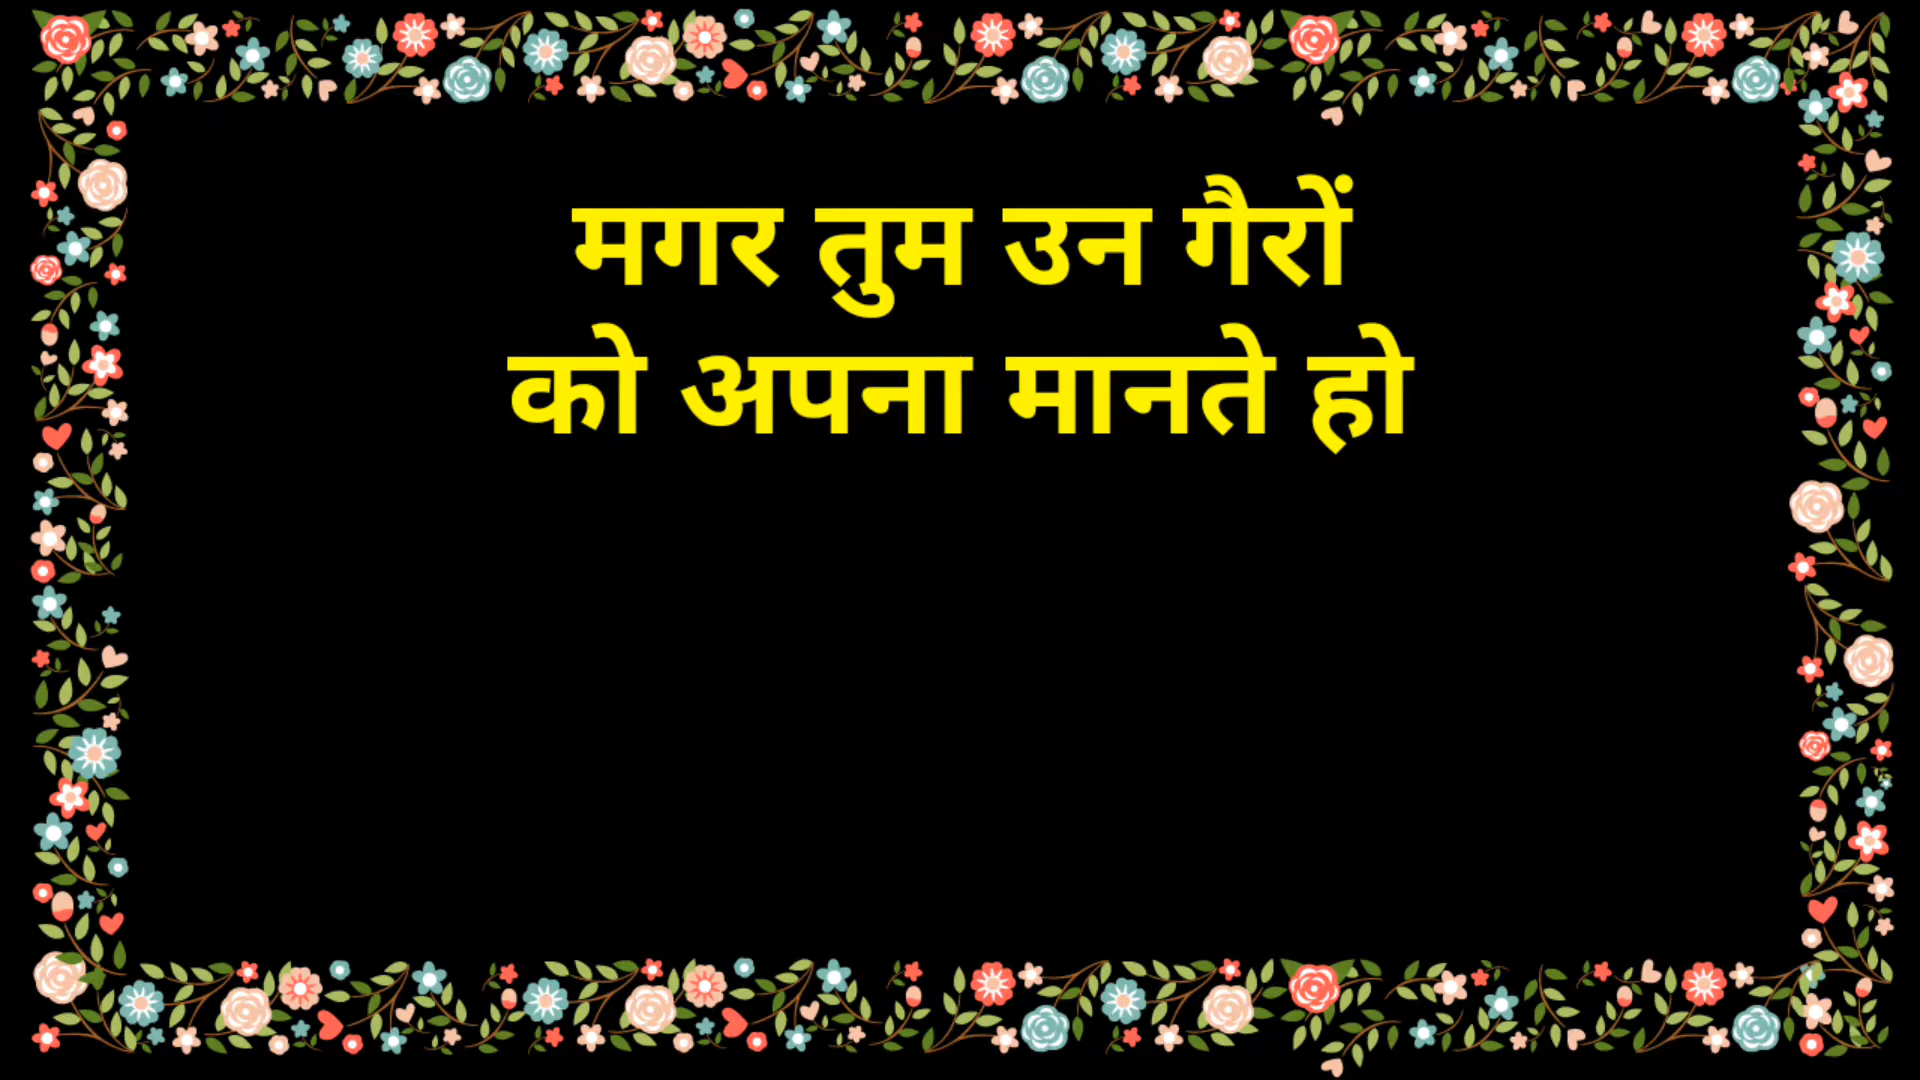 मगर तुम उन गैरों
को अपना मानते हो